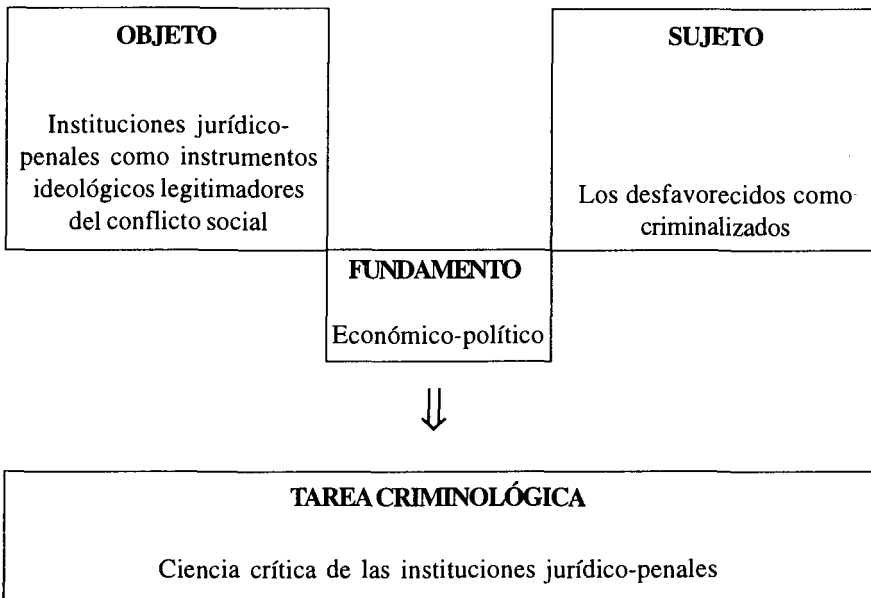 OBJETO
Instituciones jurídico-
penales como instrumentos
ideológicos legitimadores
del conflicto social
SUJETO
Los desfavorecidos como
criminalizados
FUNDAMENTO
Económico-político
⇓
TAREA CRIMINOLÓGICA
Ciencia crítica de las instituciones jurídico-penales